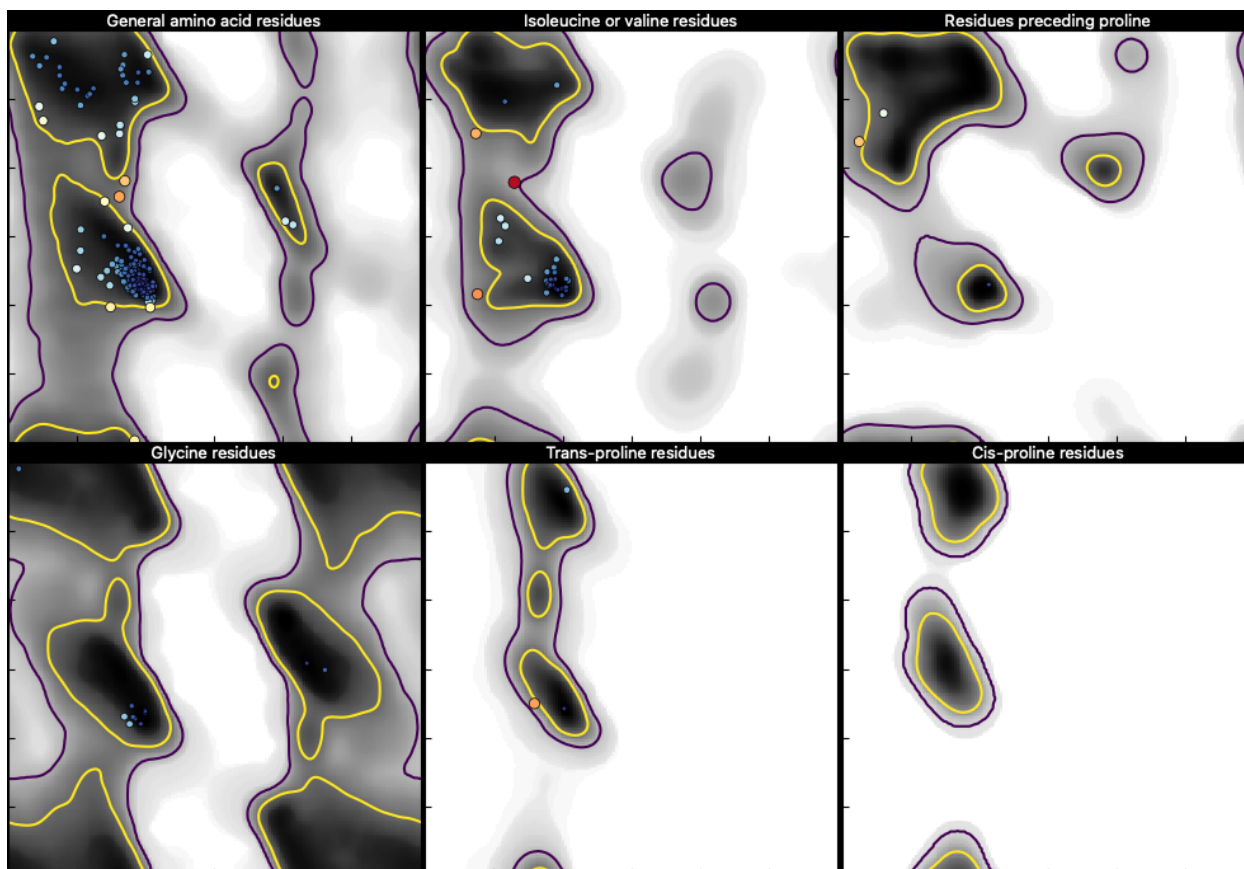 General amino acid residues
Isoleucine or valine residues
Residues preceding proline
Glycine residues
Trans-proline residues
Cis-proline residues